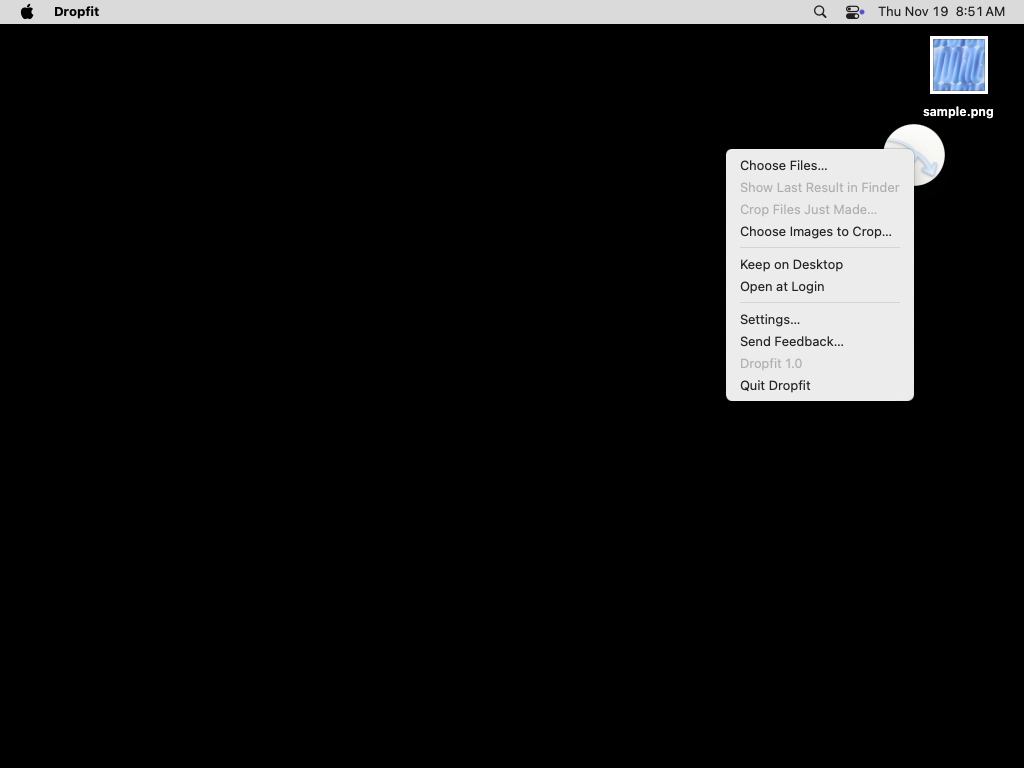 Dropfit
Thu Nov 19 8:51 AM
sample.png
Choose Files...
Show Last Result in Finder
Crop Files Just Made...
Choose Images to Crop...
Keep on Desktop
Open at Login
Settings...
Send Feedback...
Dropfit 1.0
Quit Dropfit